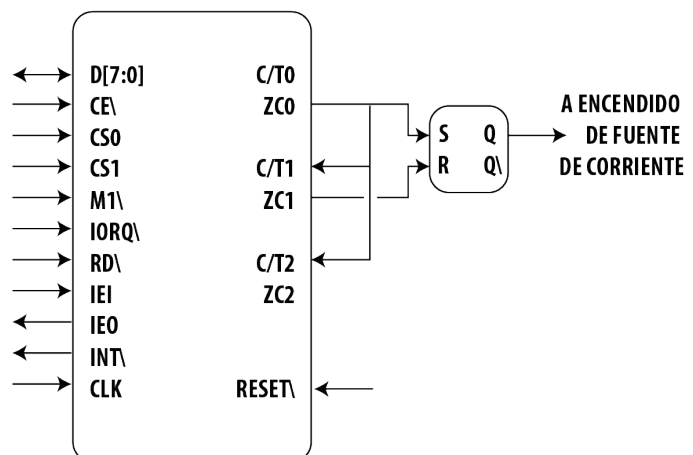 D[7:0] C/T0
CE\ ZC0
CS0
CS1 C/T1
M1\ ZC1
IORQ\
RD\ C/T2
IEI ZC2
IEO
INT\
CLK RESET\
S Q
R Q\
A ENCENDIDO
DE FUENTE
DE CORRIENTE